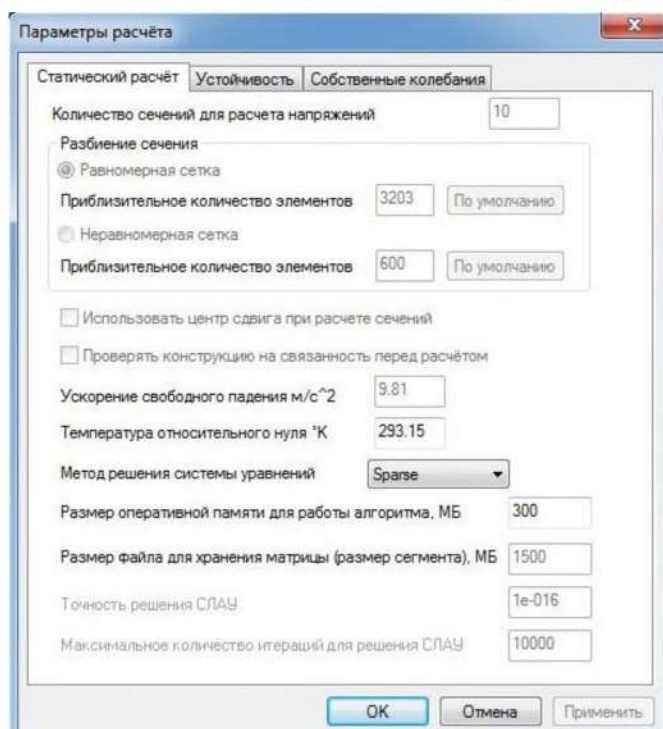 Параметры расчёта
Статический расчёт Устойчивость Собственные колебания
Количество сечений для расчета напряжений 10
Разбиение сечения
Равномерная сетка
Приблизительное количество элементов 3203 По умолчанию
Неравномерная сетка
Приблизительное количество элементов 600 По умолчанию
Использовать центр сдвига при расчете сечений
Проверять конструкцию на связанность перед расчётом
Ускорение свободного падения м/с^2 9.81
Температура относительного нуля °K 293.15
Метод решения системы уравнений Sparse
Размер оперативной памяти для работы алгоритма, МБ 300
Размер файла для хранения матрицы (размер сегмента), МБ 1500
Точность решения СЛАУ 1e-016
Максимальное количество итераций для решения СЛАУ 10000
OK Отмена Применить